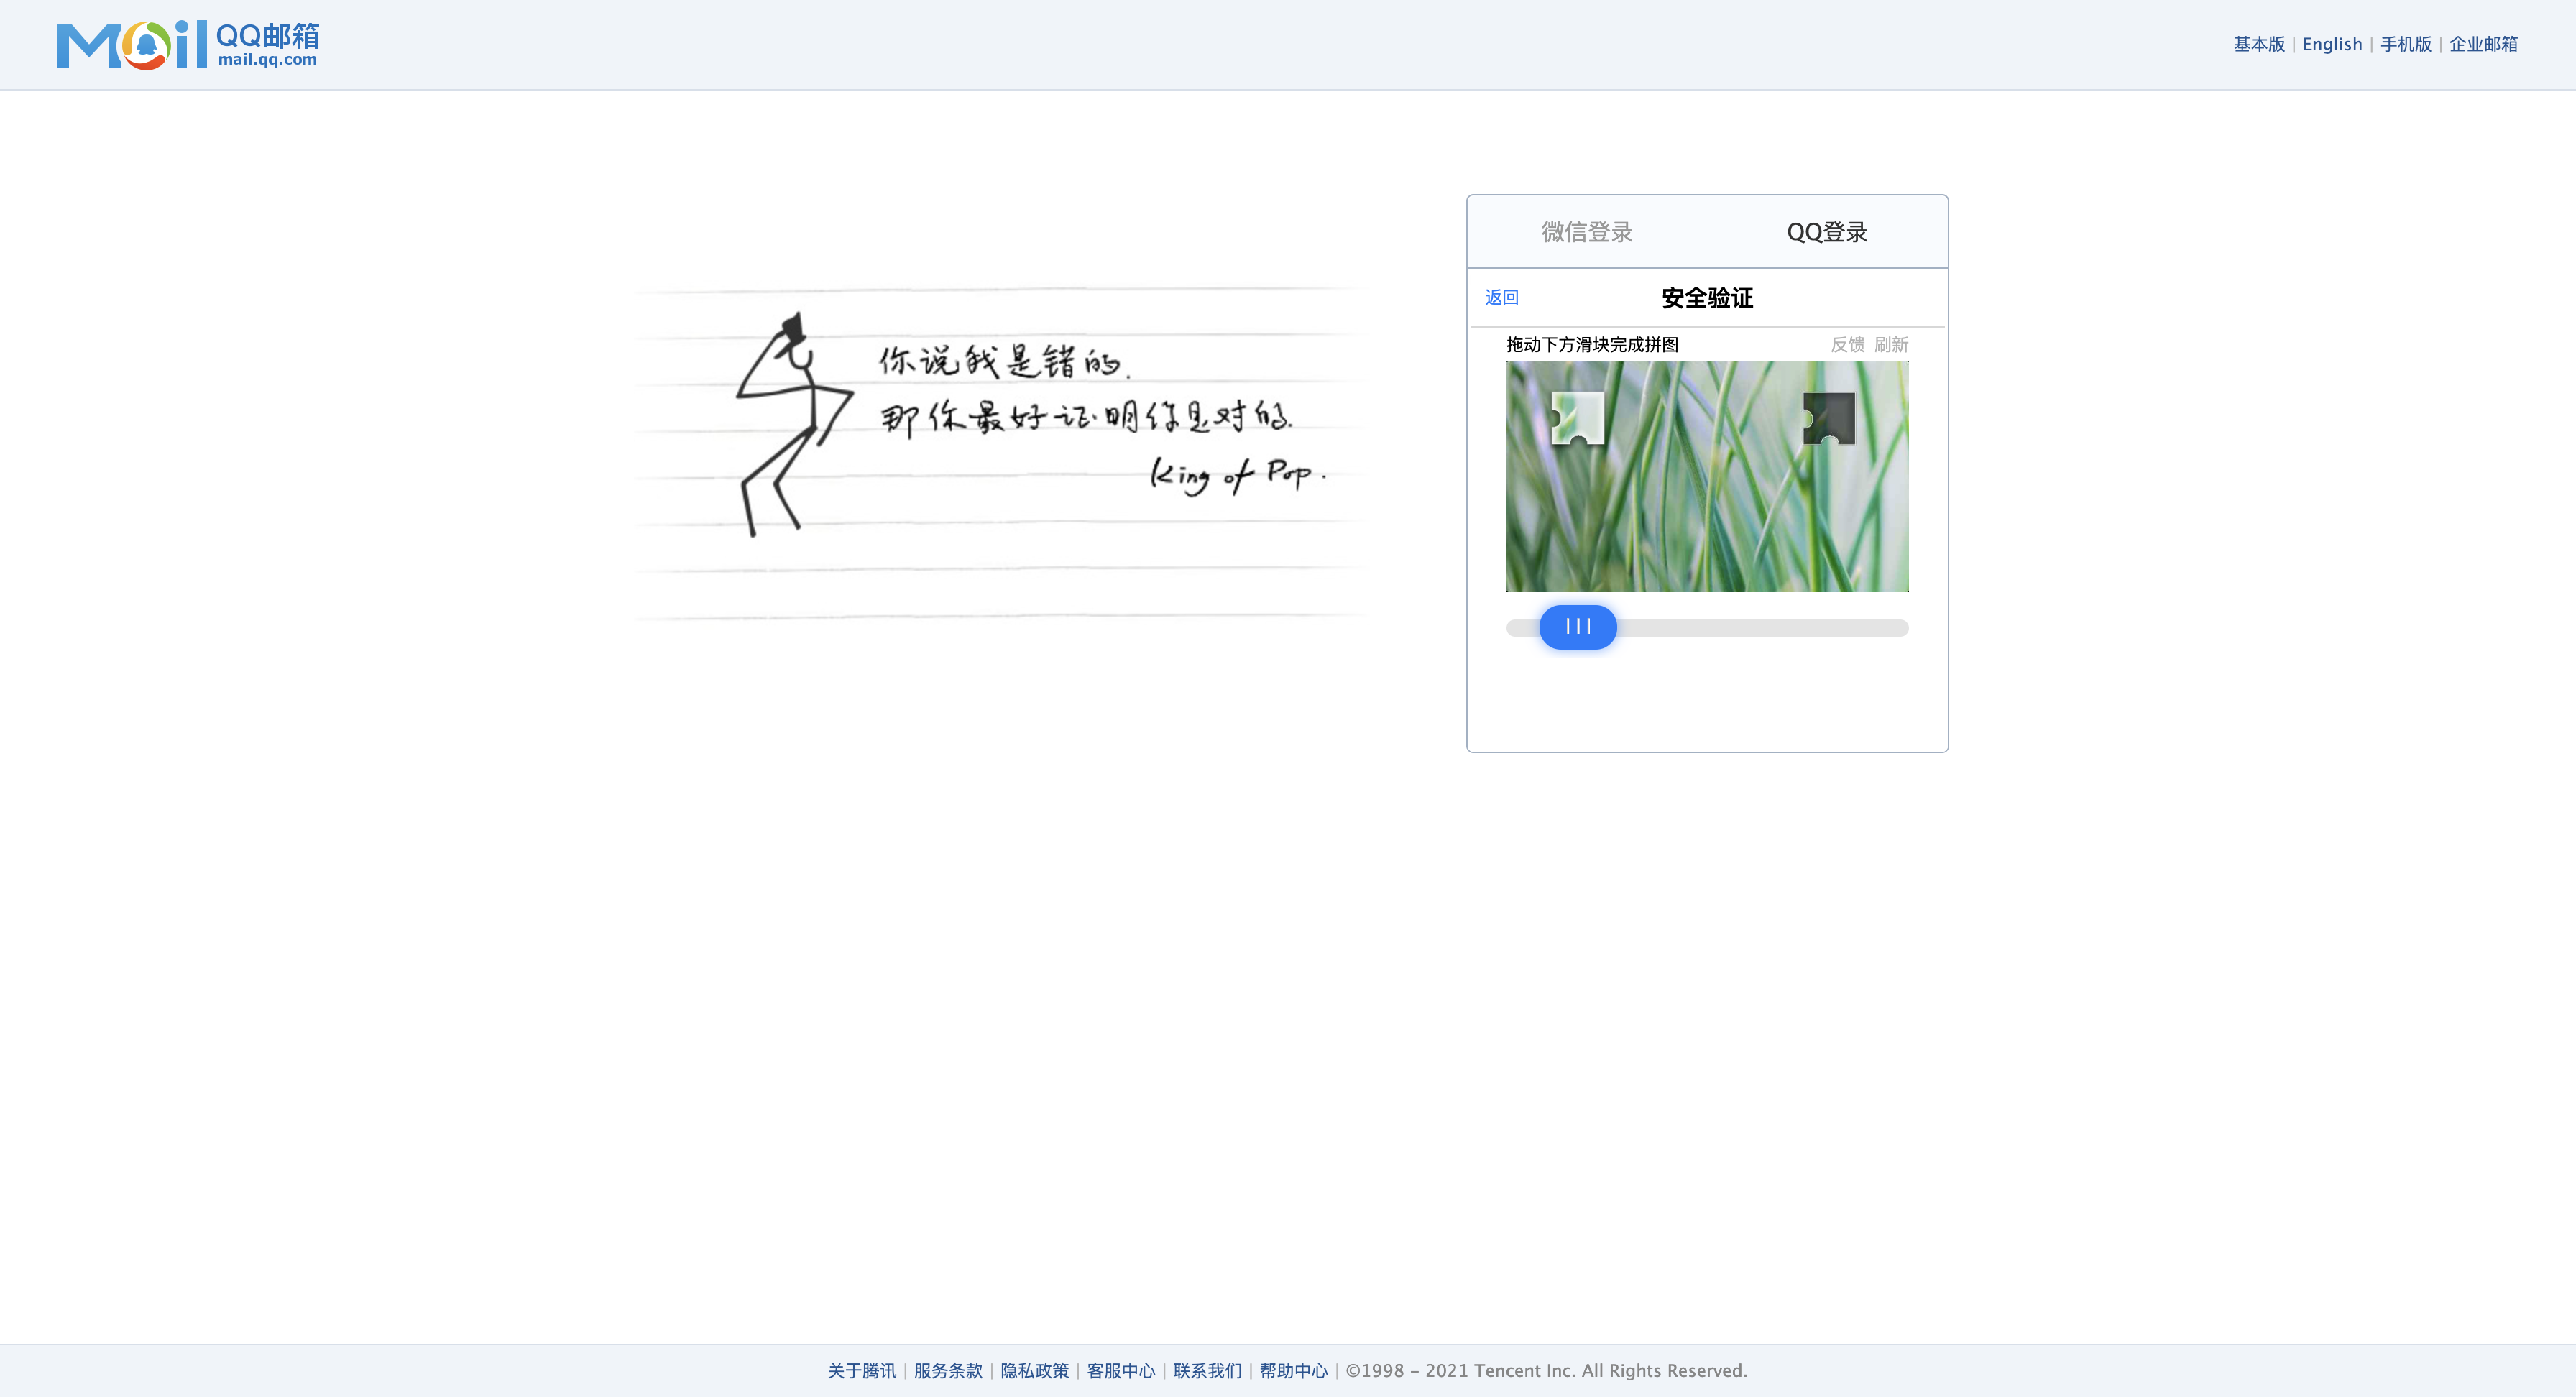 Mail QQ邮箱
mail.qq.com
基本版 | English | 手机版 | 企业邮箱
微信登录 QQ登录
返回 安全验证
拖动下方滑块完成拼图 反馈 刷新
你说我是错的.
那你最好证明你是对的.
King of Pop.
关于腾讯 | 服务条款 | 隐私政策 | 客服中心 | 联系我们 | 帮助中心 | ©1998 - 2021 Tencent Inc. All Rights Reserved.